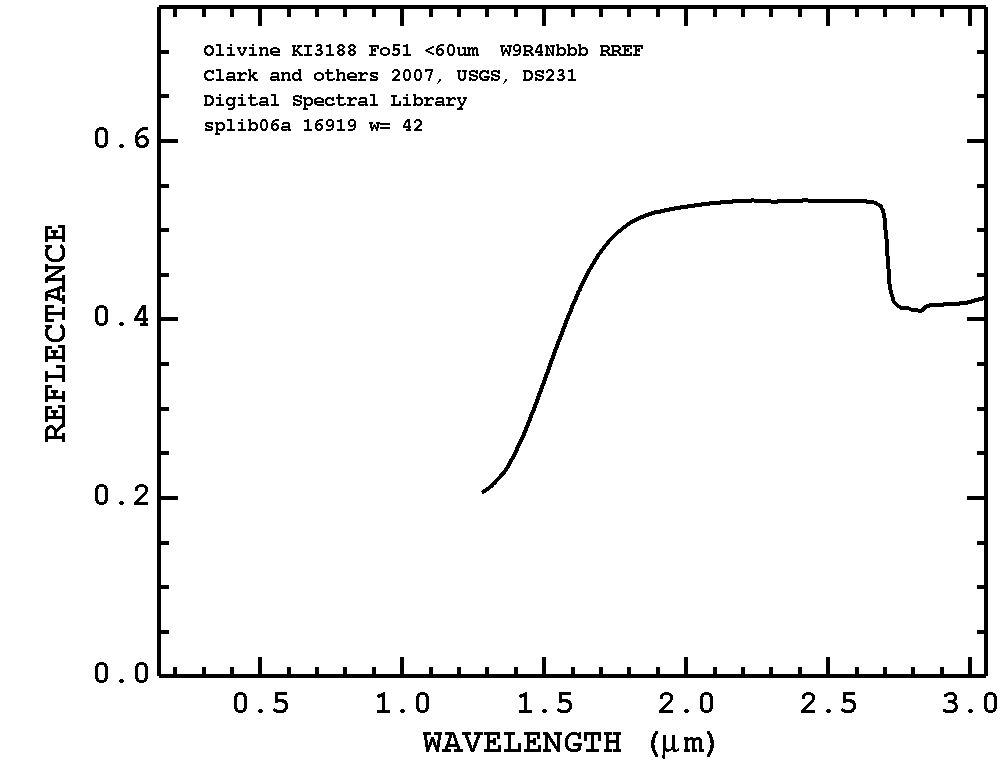 Olivine KI3188 Fo51 <60um W9R4Nbbb RREF
Clark and others 2007, USGS, DS231
Digital Spectral Library
splib06a 16919 w= 42
REFLECTANCE
0.6
0.4
0.2
0.0
0.5 1.0 1.5 2.0 2.5 3.0
WAVELENGTH (μm)